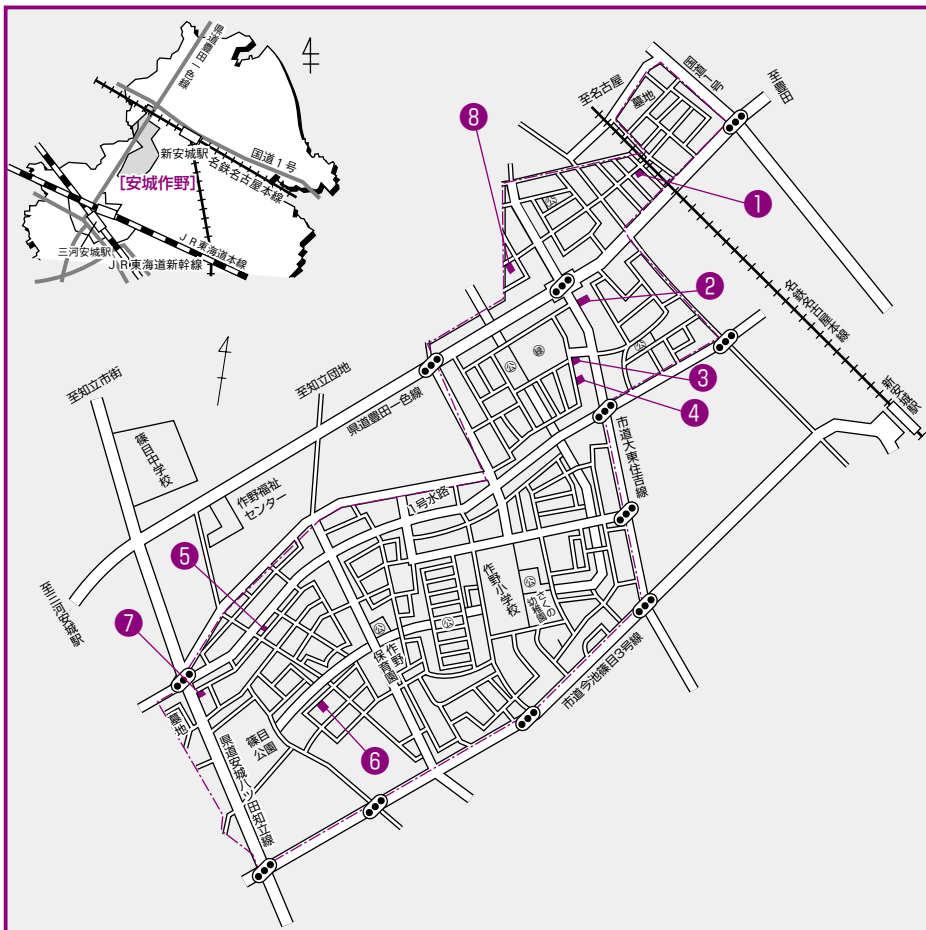 県道豊田一色線
新安城駅
国道1号
名鉄名古屋本線
[安城作野]
三河安城駅
JR東海道本線
JR東海道新幹線
国道1号
至豊田
至名古屋
墓地
8
1
公
2
名鉄名古屋本線
新安城駅
公
緑
公
3
4
至知立市街
至知立団地
県道豊田一色線
篠目中学校
作野福祉
センター
八号水路
市道大東住吉線
5
作野小学校
公
さくの
幼稚園
至三河安城駅
7
公
公
作野
保育園
市道今池篠目3号線
墓地
篠目
公園
6
県道安城八ツ田知立線